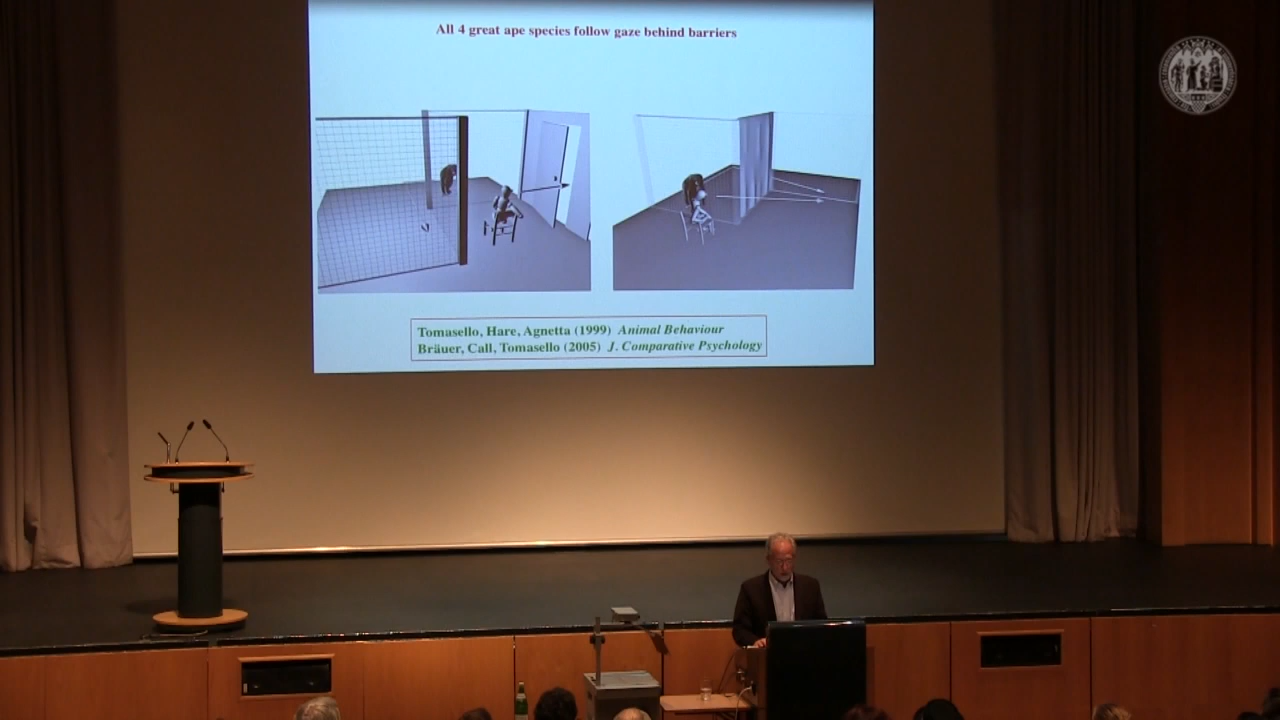 All 4 great ape species follow gaze behind barriers
Tomasello, Hare, Agnetta (1999) Animal Behaviour
Bräuer, Call, Tomasello (2005) J. Comparative Psychology